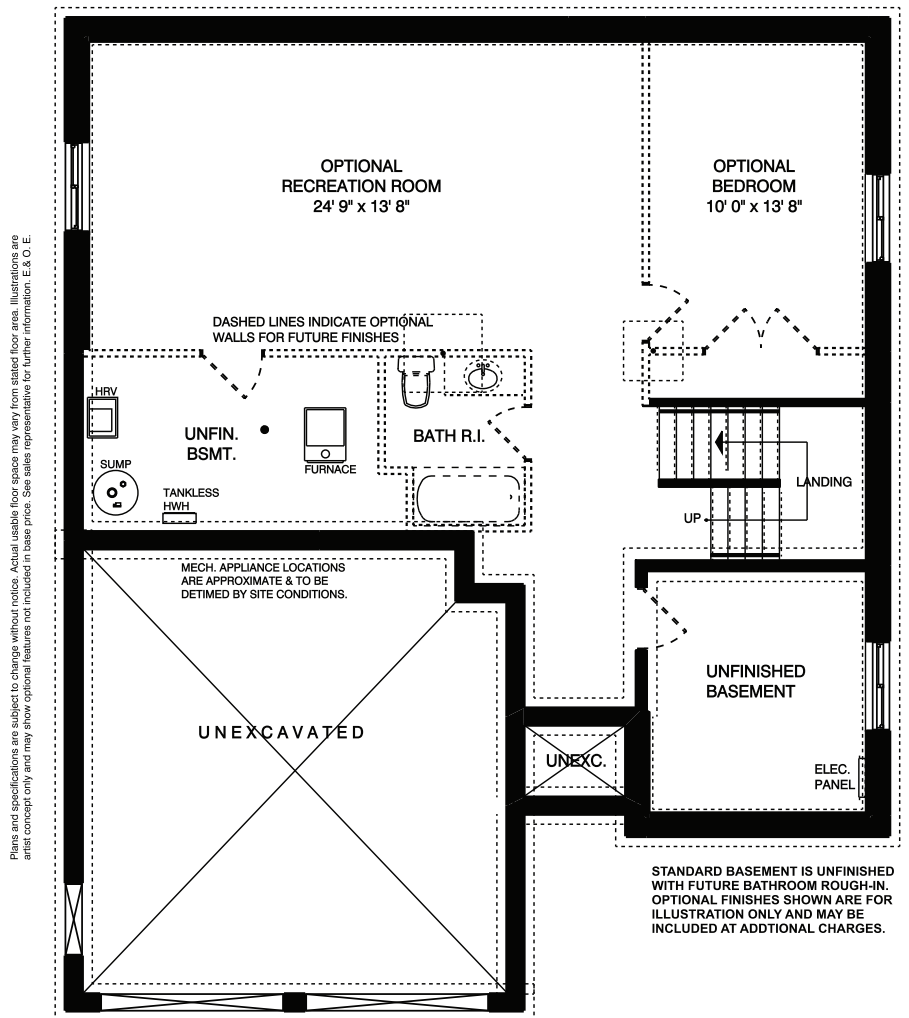 OPTIONAL
RECREATION ROOM
24' 9" x 13' 8"
OPTIONAL
BEDROOM
10' 0" x 13' 8"
DASHED LINES INDICATE OPTIONAL
WALLS FOR FUTURE FINISHES
HRV
UNFIN.
BSMT.
FURNACE
BATH R.I.
SUMP
TANKLESS
HWH
LANDING
UP
MECH. APPLIANCE LOCATIONS
ARE APPROXIMATE & TO BE
DETIMED BY SITE CONDITIONS.
UNFINISHED
BASEMENT
UNEXCAVATED
UNEXC.
ELEC.
PANEL
STANDARD BASEMENT IS UNFINISHED
WITH FUTURE BATHROOM ROUGH-IN.
OPTIONAL FINISHES SHOWN ARE FOR
ILLUSTRATION ONLY AND MAY BE
INCLUDED AT ADDTIONAL CHARGES.
Plans and specifications are subject to change without notice. Actual usable floor space may vary from stated floor area. Illustrations are
artist concept only and may show optional features not included in base price. See sales representative for further information. E.& O. E.